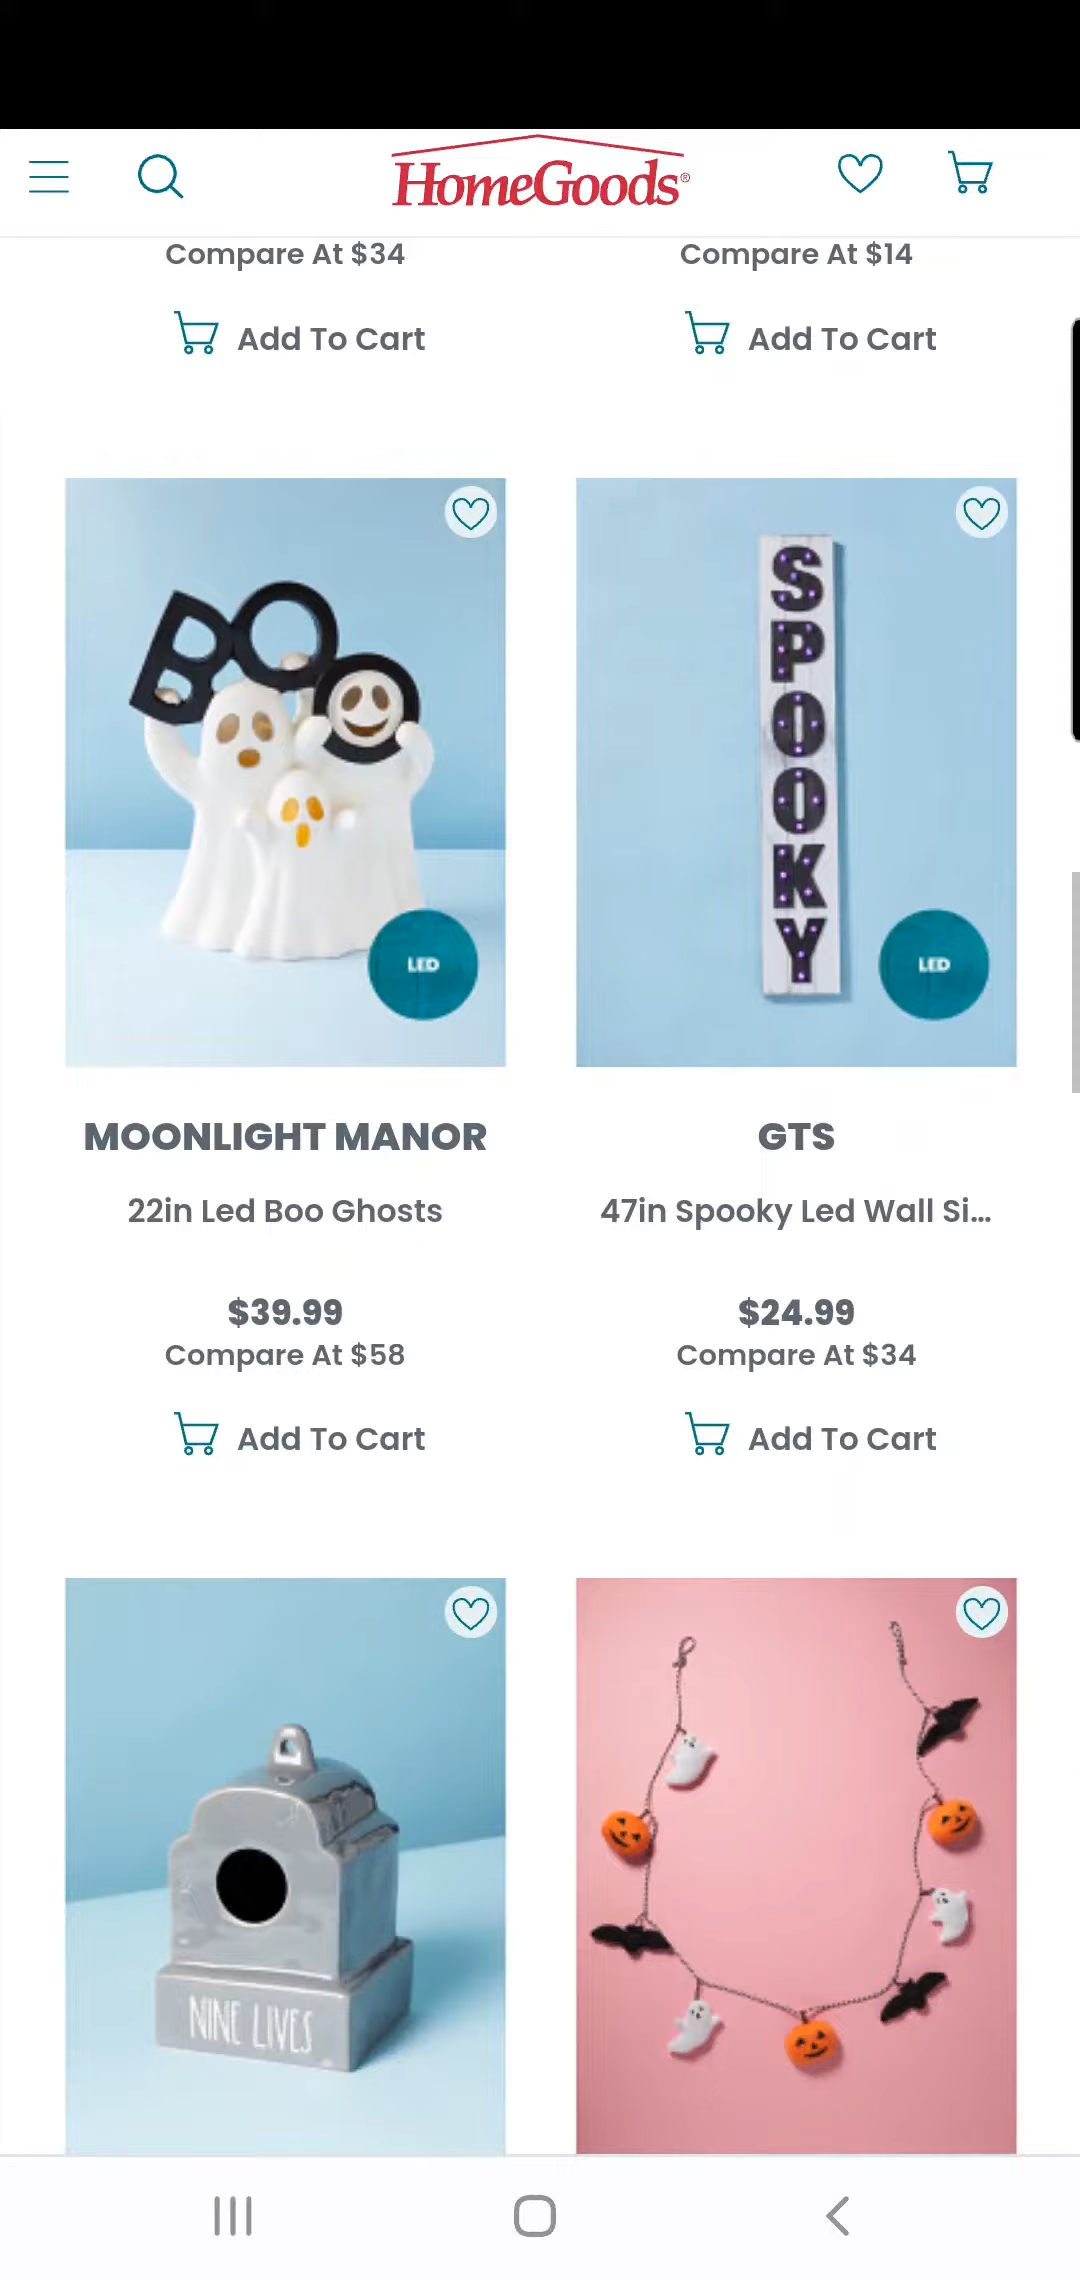 HomeGoods®
Compare At $34
Compare At $14
Add To Cart
Add To Cart
BOO
SPOOKY
LED
LED
MOONLIGHT MANOR
GTS
22in Led Boo Ghosts
47in Spooky Led Wall Si...
$39.99
$24.99
Compare At $58
Compare At $34
Add To Cart
Add To Cart
NINE LIVES